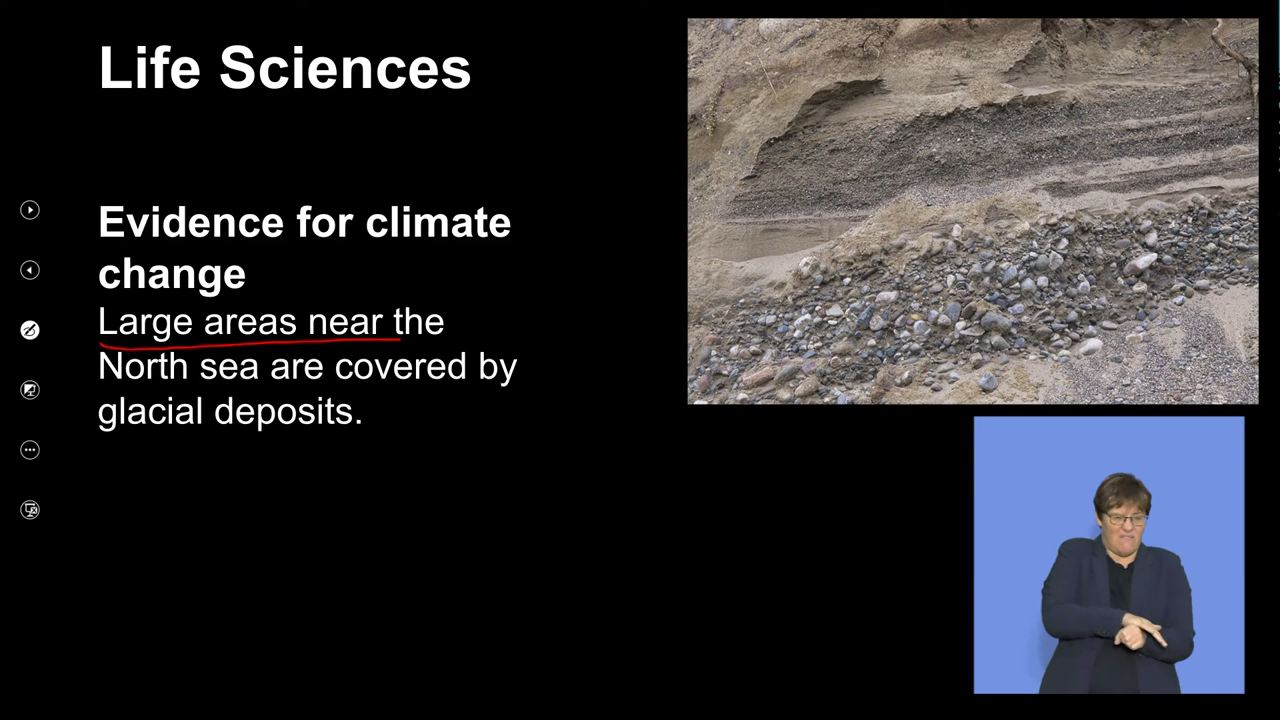 Life Sciences
Evidence for climate
change
Large areas near the
North sea are covered by
glacial deposits.